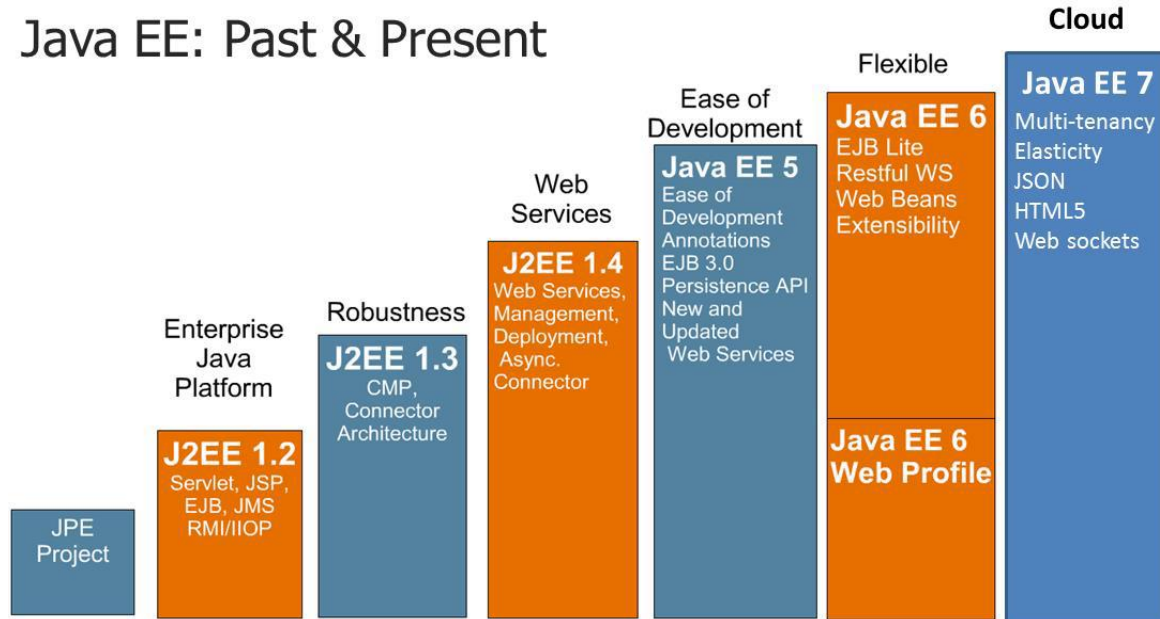 Java EE: Past & Present
JPE
Project
Enterprise
Java
Platform
J2EE 1.2
Servlet, JSP,
EJB, JMS
RMI/IIOP
Robustness
J2EE 1.3
CMP,
Connector
Architecture
Web
Services
J2EE 1.4
Web Services,
Management,
Deployment,
Async.
Connector
Ease of
Development
Java EE 5
Ease of
Development
Annotations
EJB 3.0
Persistence API
New and
Updated
Web Services
Flexible
Java EE 6
EJB Lite
Restful WS
Web Beans
Extensibility
Java EE 6
Web Profile
Cloud
Java EE 7
Multi-tenancy
Elasticity
JSON
HTML5
Web sockets